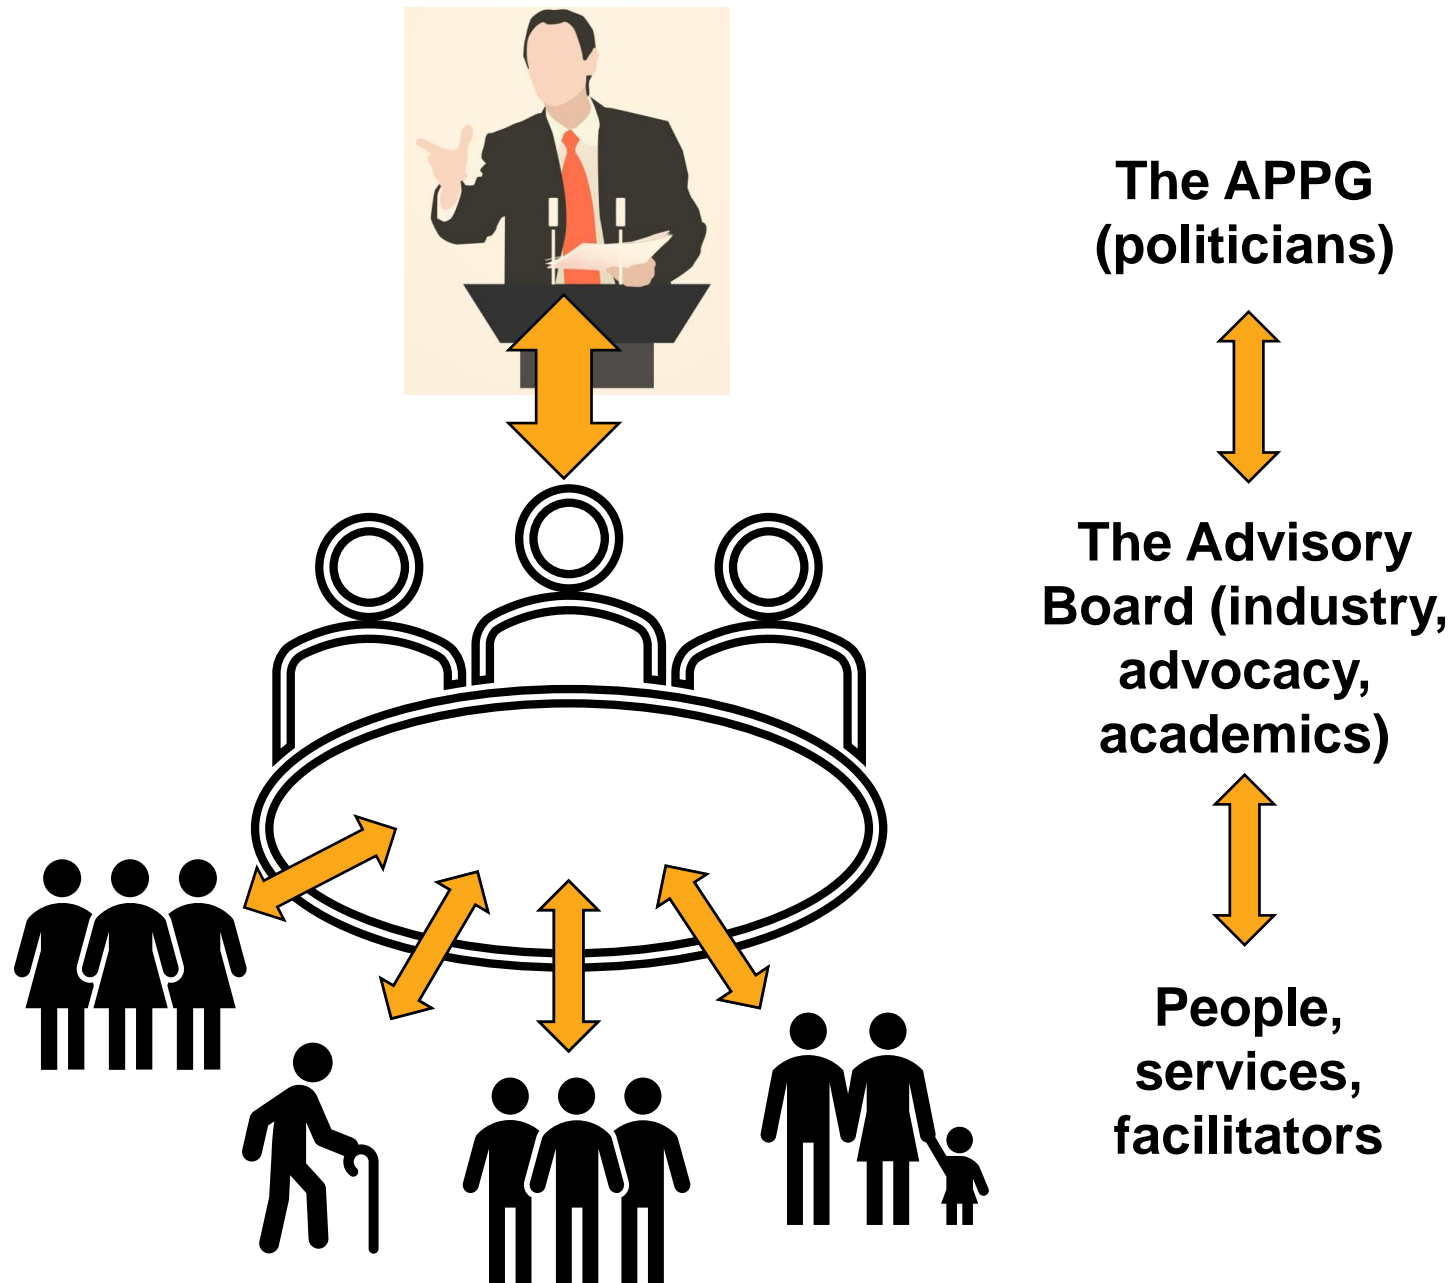 The APPG
(politicians)
The Advisory
Board (industry,
advocacy,
academics)
People,
services,
facilitators